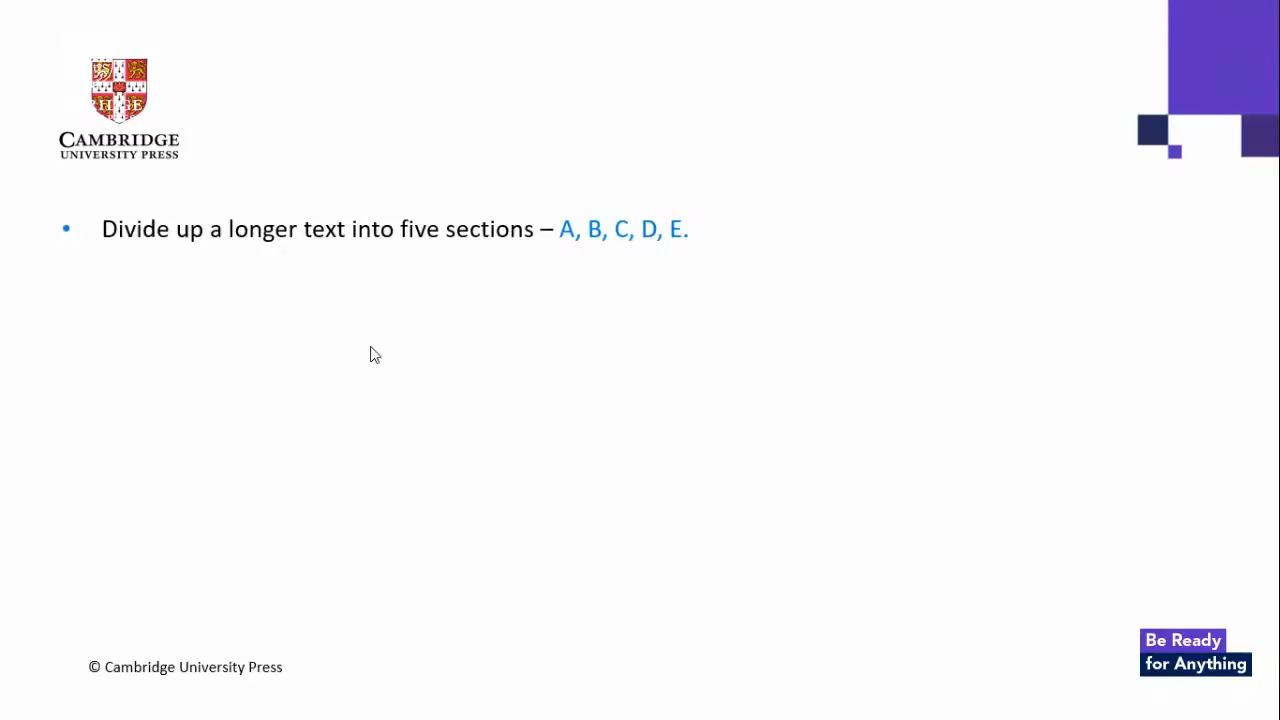 CAMBRIDGE
UNIVERSITY PRESS
• Divide up a longer text into five sections – A, B, C, D, E.
© Cambridge University Press
Be Ready
for Anything